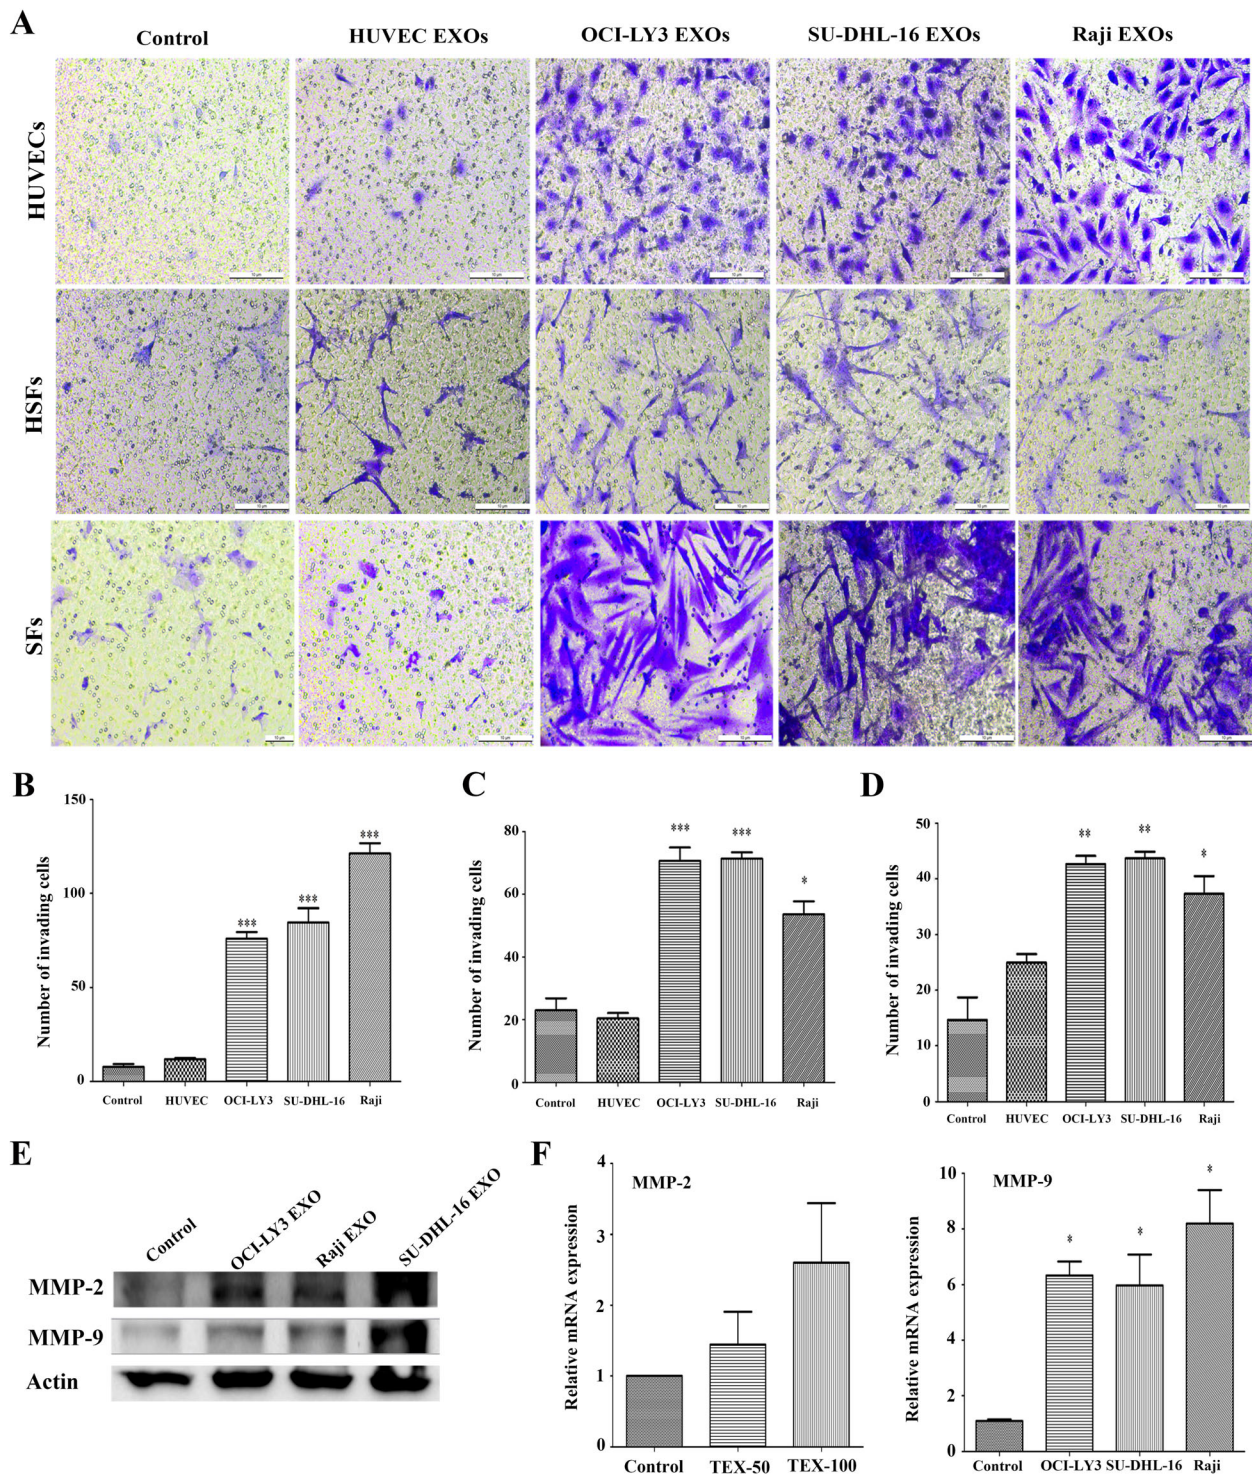 A
Control
HUVEC EXOs
OCI-LY3 EXOs
SU-DHL-16 EXOs
Raji EXOs
HUVECs
HSFs
SFs
B
Number of invading cells
150
100
50
0
***
***
***
Control
HUVEC
OCI-LY3
SU-DHL-16
Raji
C
Number of invading cells
80
60
40
20
0
***
***
*
Control
HUVEC
OCI-LY3
SU-DHL-16
Raji
D
Number of invading cells
50
40
30
20
10
0
**
**
*
Control
HUVEC
OCI-LY3
SU-DHL-16
Raji
E
Control
OCI-LY3 EXO
Raji EXO
SU-DHL-16 EXO
MMP-2
MMP-9
Actin
F
MMP-2
Relative mRNA expression
4
3
2
1
0
Control
TEX-50
TEX-100
MMP-9
Relative mRNA expression
10
8
6
4
2
0
*
*
*
Control
OCI-LY3
SU-DHL-16
Raji